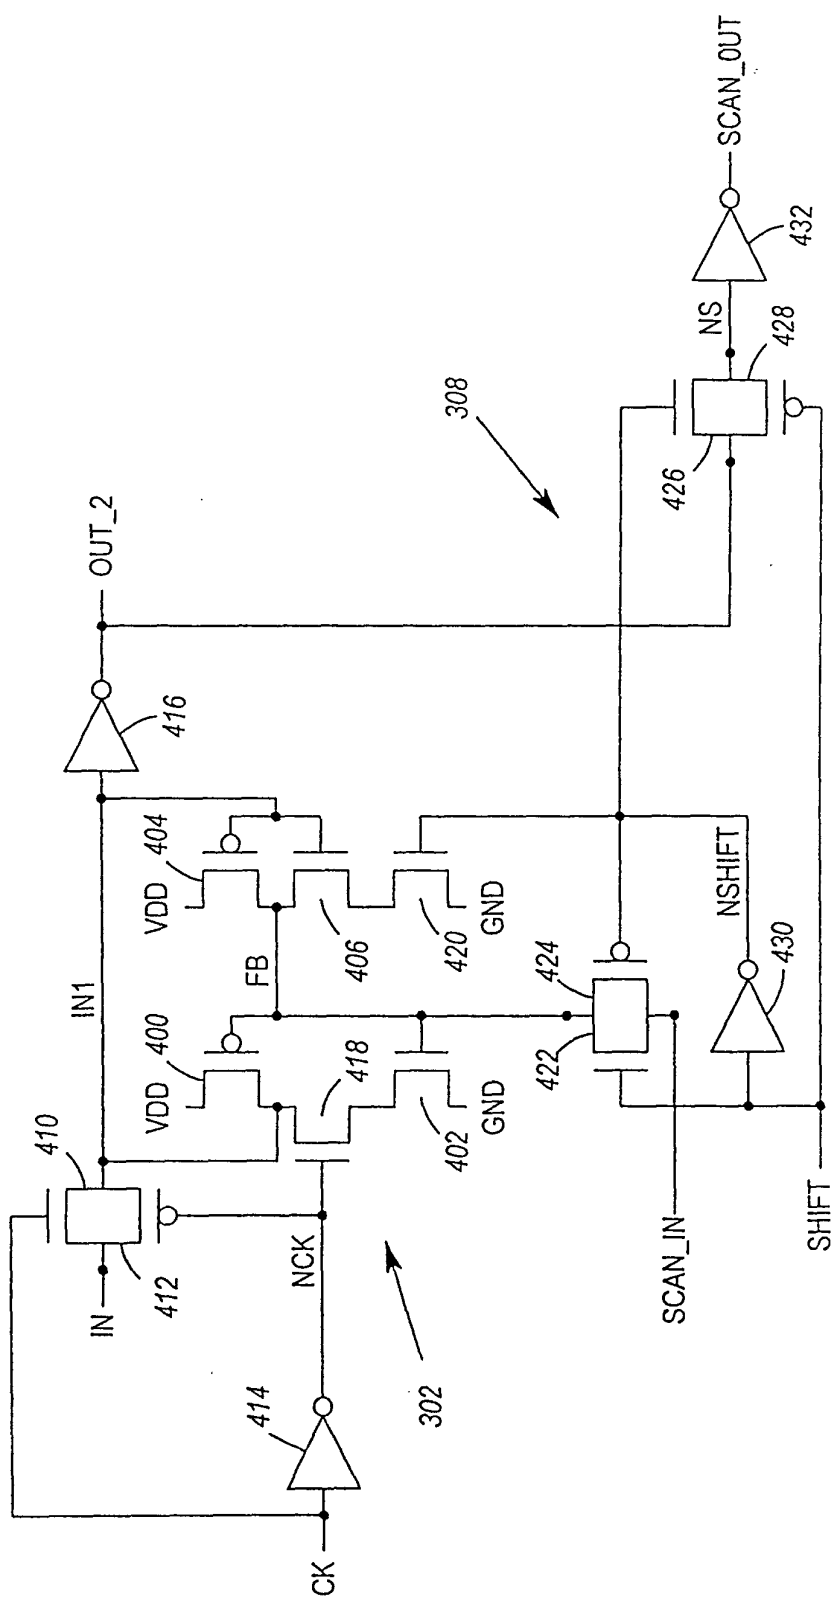 CK
414
302
NCK
IN
412
410
IN1
VDD
400
418
402
GND
FB
VDD
404
406
420
GND
416
OUT_2
SCAN_IN
SHIFT
422
424
430
NSHIFT
308
426
428
NS
432
SCAN_OUT